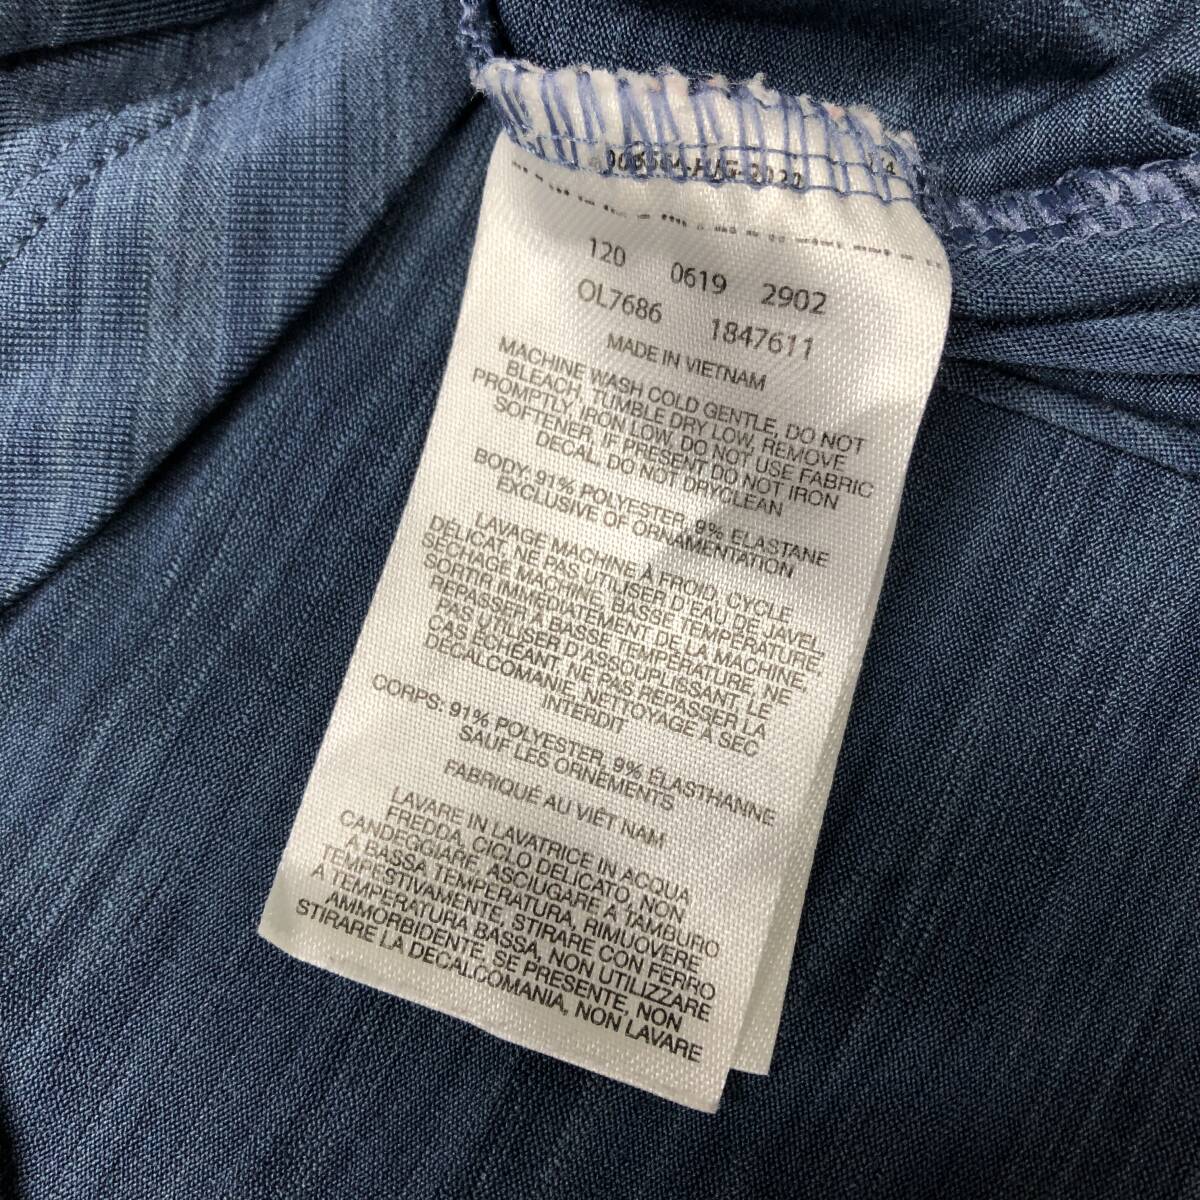 120 0619 2902
OL7686 1847611
MADE IN VIETNAM
MACHINE WASH COLD GENTLE, DO NOT
BLEACH, TUMBLE DRY LOW, REMOVE
PROMPTLY, IRON LOW, DO NOT USE FABRIC
SOFTENER, IF PRESENT DO NOT IRON
DECAL, DO NOT DRYCLEAN
BODY: 91% POLYESTER, 9% ELASTANE
EXCLUSIVE OF ORNAMENTATION
LAVAGE MACHINE À FROID, CYCLE
DÉLICAT, NE PAS UTILISER D'EAU DE JAVEL,
SÉCHAGE MACHINE, BASSE TEMPÉRATURE,
SORTIR IMMÉDIATEMENT DE LA MACHINE,
REPASSER À BASSE TEMPÉRATURE, NE
PAS UTILISER D'ASSOUPLISSANT, LE
CAS ÉCHÉANT, NE PAS REPASSER LA
DÉCALCOMANIE, NETTOYAGE À SEC
INTERDIT
CORPS: 91% POLYESTER, 9% ÉLASTHANNE
SAUF LES ORNEMENTS
FABRIQUÉ AU VIÊT NAM
LAVARE IN LAVATRICE IN ACQUA
FREDDA, CICLO DELICATO, NON
CANDEGGIARE, ASCIUGARE A TAMBURO
A BASSA TEMPERATURA, RIMUOVERE
TEMPESTIVAMENTE, STIRARE CON FERRO
A TEMPERATURA BASSA, NON UTILIZZARE
AMMORBIDENTE, SE PRESENTE, NON
STIRARE LA DECALCOMANIA, NON LAVARE